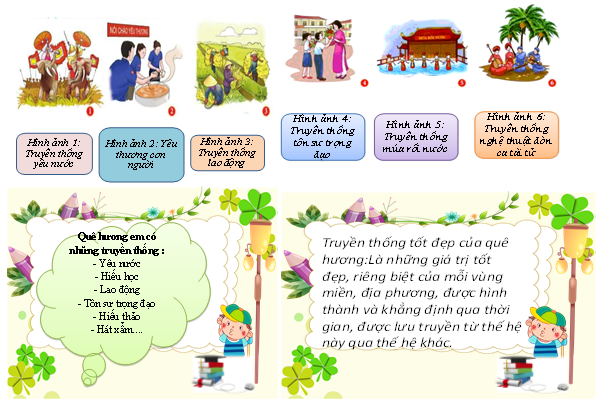 NỒI CHÁO YÊU THƯƠNG
1
2
3
4
5
6
Hình ảnh 1:
Truyền thống
yêu nước
Hình ảnh 2: Yêu
thương con
người
Hình ảnh 3:
Truyền thống
lao động
Hình ảnh 4:
Truyền thống
tôn sư trọng
đạo
Hình ảnh 5:
Truyền thống
múa rối nước
Hình ảnh 6:
Truyền thống
nghệ thuật đờn
ca tài tử
Quê hương em có
những truyền thống :
- Yêu nước
- Hiếu học
- Lao động
- Tôn sư trọng đạo
- Hiếu thảo
- Hát xẩm....
Truyền thống tốt đẹp của quê
hương:Là những giá trị tốt
đẹp, riêng biệt của mỗi vùng
miền, địa phương, được hình
thành và khẳng định qua thời
gian, được lưu truyền từ thế hệ
này qua thế hệ khác.